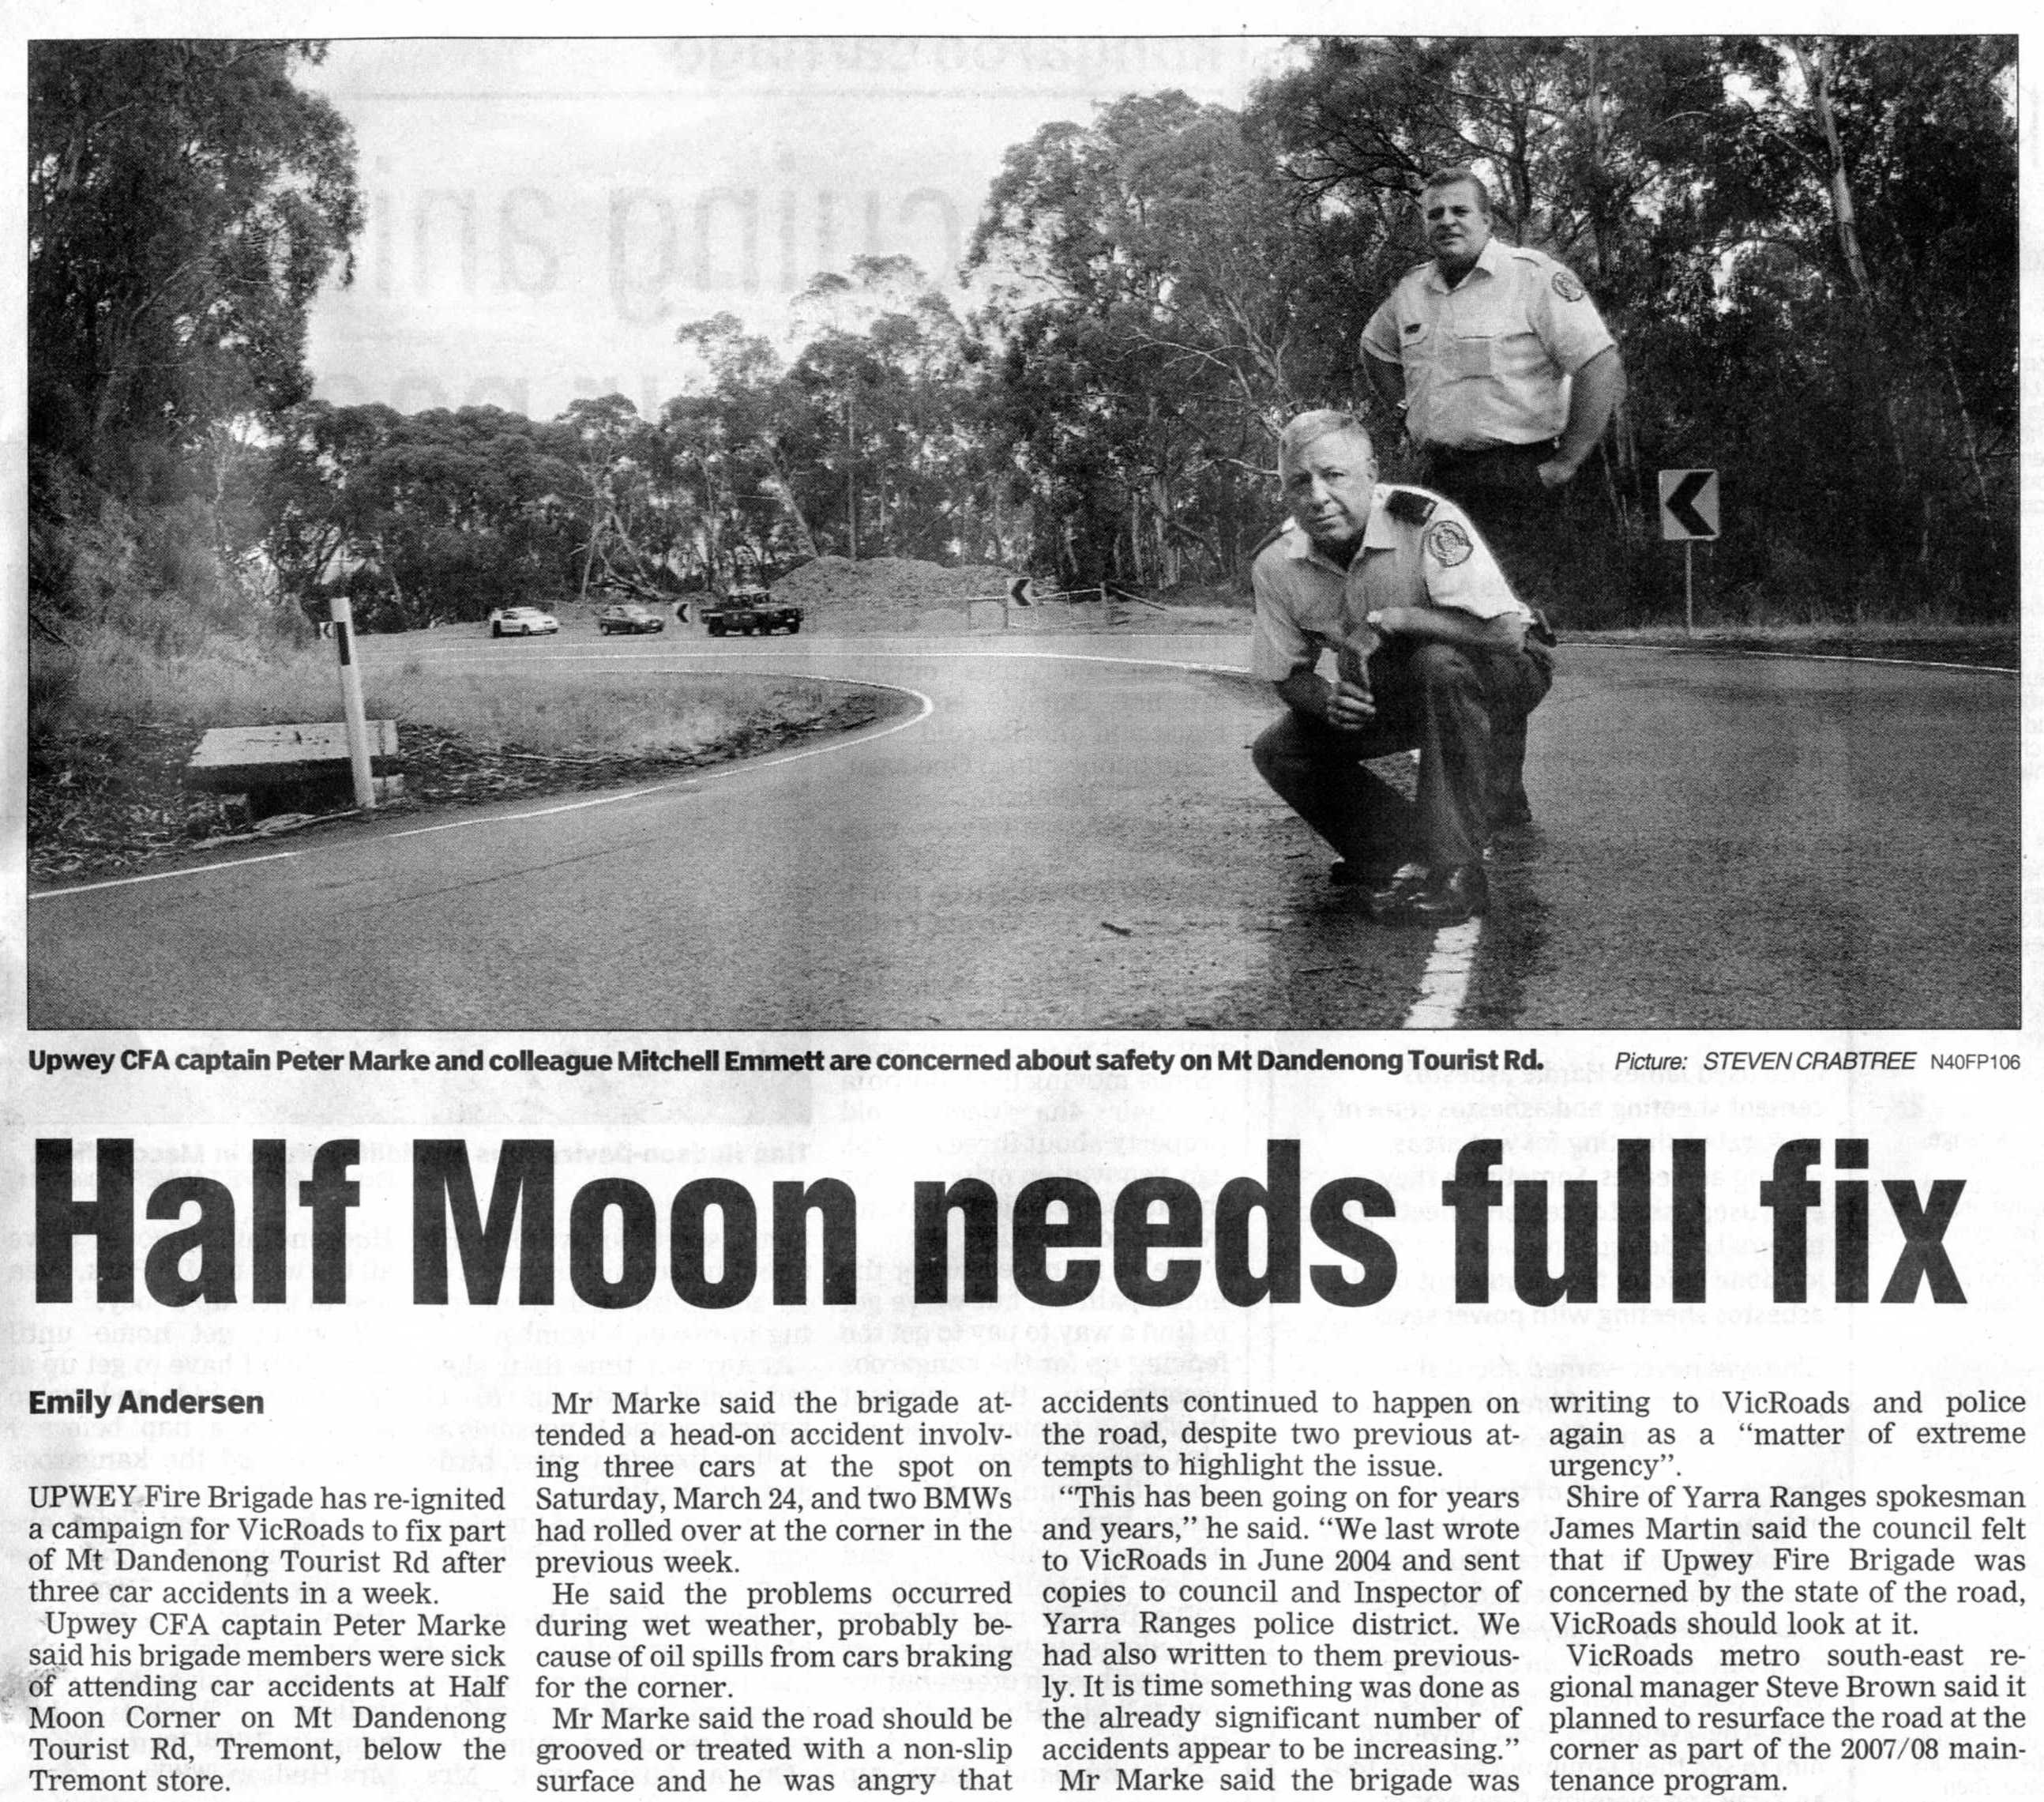 Upwey CFA captain Peter Marke and colleague Mitchell Emmett are concerned about safety on Mt Dandenong Tourist Rd. Picture: STEVEN CRABTREE N40FP106
Half Moon needs full fix
Emily Andersen
UPWEY Fire Brigade has re-ignited
a campaign for VicRoads to fix part
of Mt Dandenong Tourist Rd after
three car accidents in a week.
Upwey CFA captain Peter Marke
said his brigade members were sick
of attending car accidents at Half
Moon Corner on Mt Dandenong
Tourist Rd, Tremont, below the
Tremont store.
Mr Marke said the brigade at-
tended a head-on accident involv-
ing three cars at the spot on
Saturday, March 24, and two BMWs
had rolled over at the corner in the
previous week.
He said the problems occurred
during wet weather, probably be-
cause of oil spills from cars braking
for the corner.
Mr Marke said the road should be
grooved or treated with a non-slip
surface and he was angry that
accidents continued to happen on
the road, despite two previous at-
tempts to highlight the issue.
“This has been going on for years
and years,” he said. “We last wrote
to VicRoads in June 2004 and sent
copies to council and Inspector of
Yarra Ranges police district. We
had also written to them previous-
ly. It is time something was done as
the already significant number of
accidents appear to be increasing.”
Mr Marke said the brigade was
writing to VicRoads and police
again as a “matter of extreme
urgency”.
Shire of Yarra Ranges spokesman
James Martin said the council felt
that if Upwey Fire Brigade was
concerned by the state of the road,
VicRoads should look at it.
VicRoads metro south-east re-
gional manager Steve Brown said it
planned to resurface the road at the
corner as part of the 2007/08 main-
tenance program.